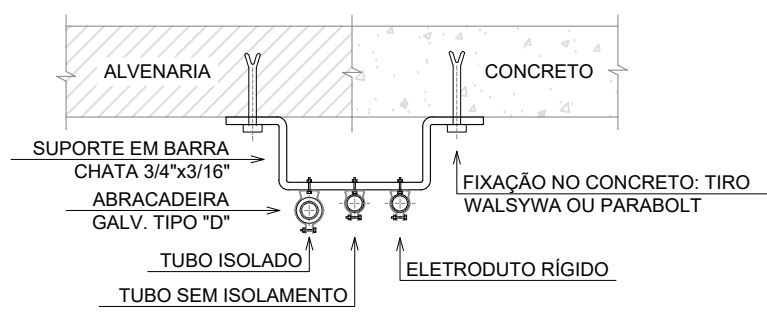 ALVENARIA
CONCRETO
SUPORTE EM BARRA
CHATA 3/4"x3/16"
ABRACADEIRA
GALV. TIPO "D"
FIXAÇÃO NO CONCRETO: TIRO
WALSYWA OU PARABOLT
TUBO ISOLADO
ELETRODUTO RÍGIDO
TUBO SEM ISOLAMENTO